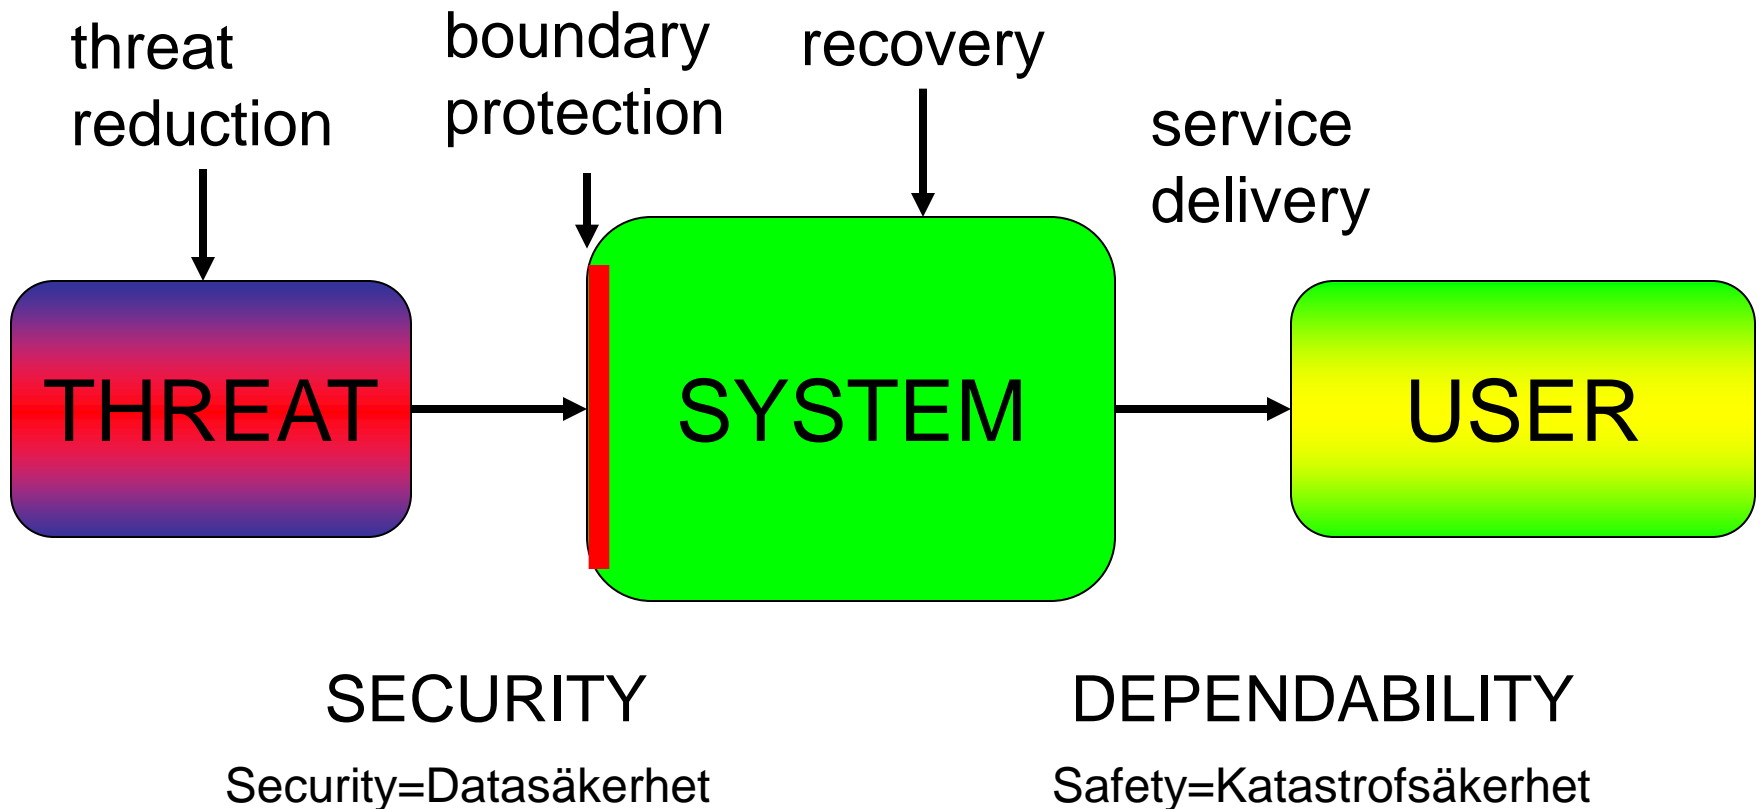 threat
reduction
boundary
protection
recovery
service
delivery
THREAT
SYSTEM
USER
SECURITY
DEPENDABILITY
Security=Datasäkerhet
Safety=Katastrofsäkerhet